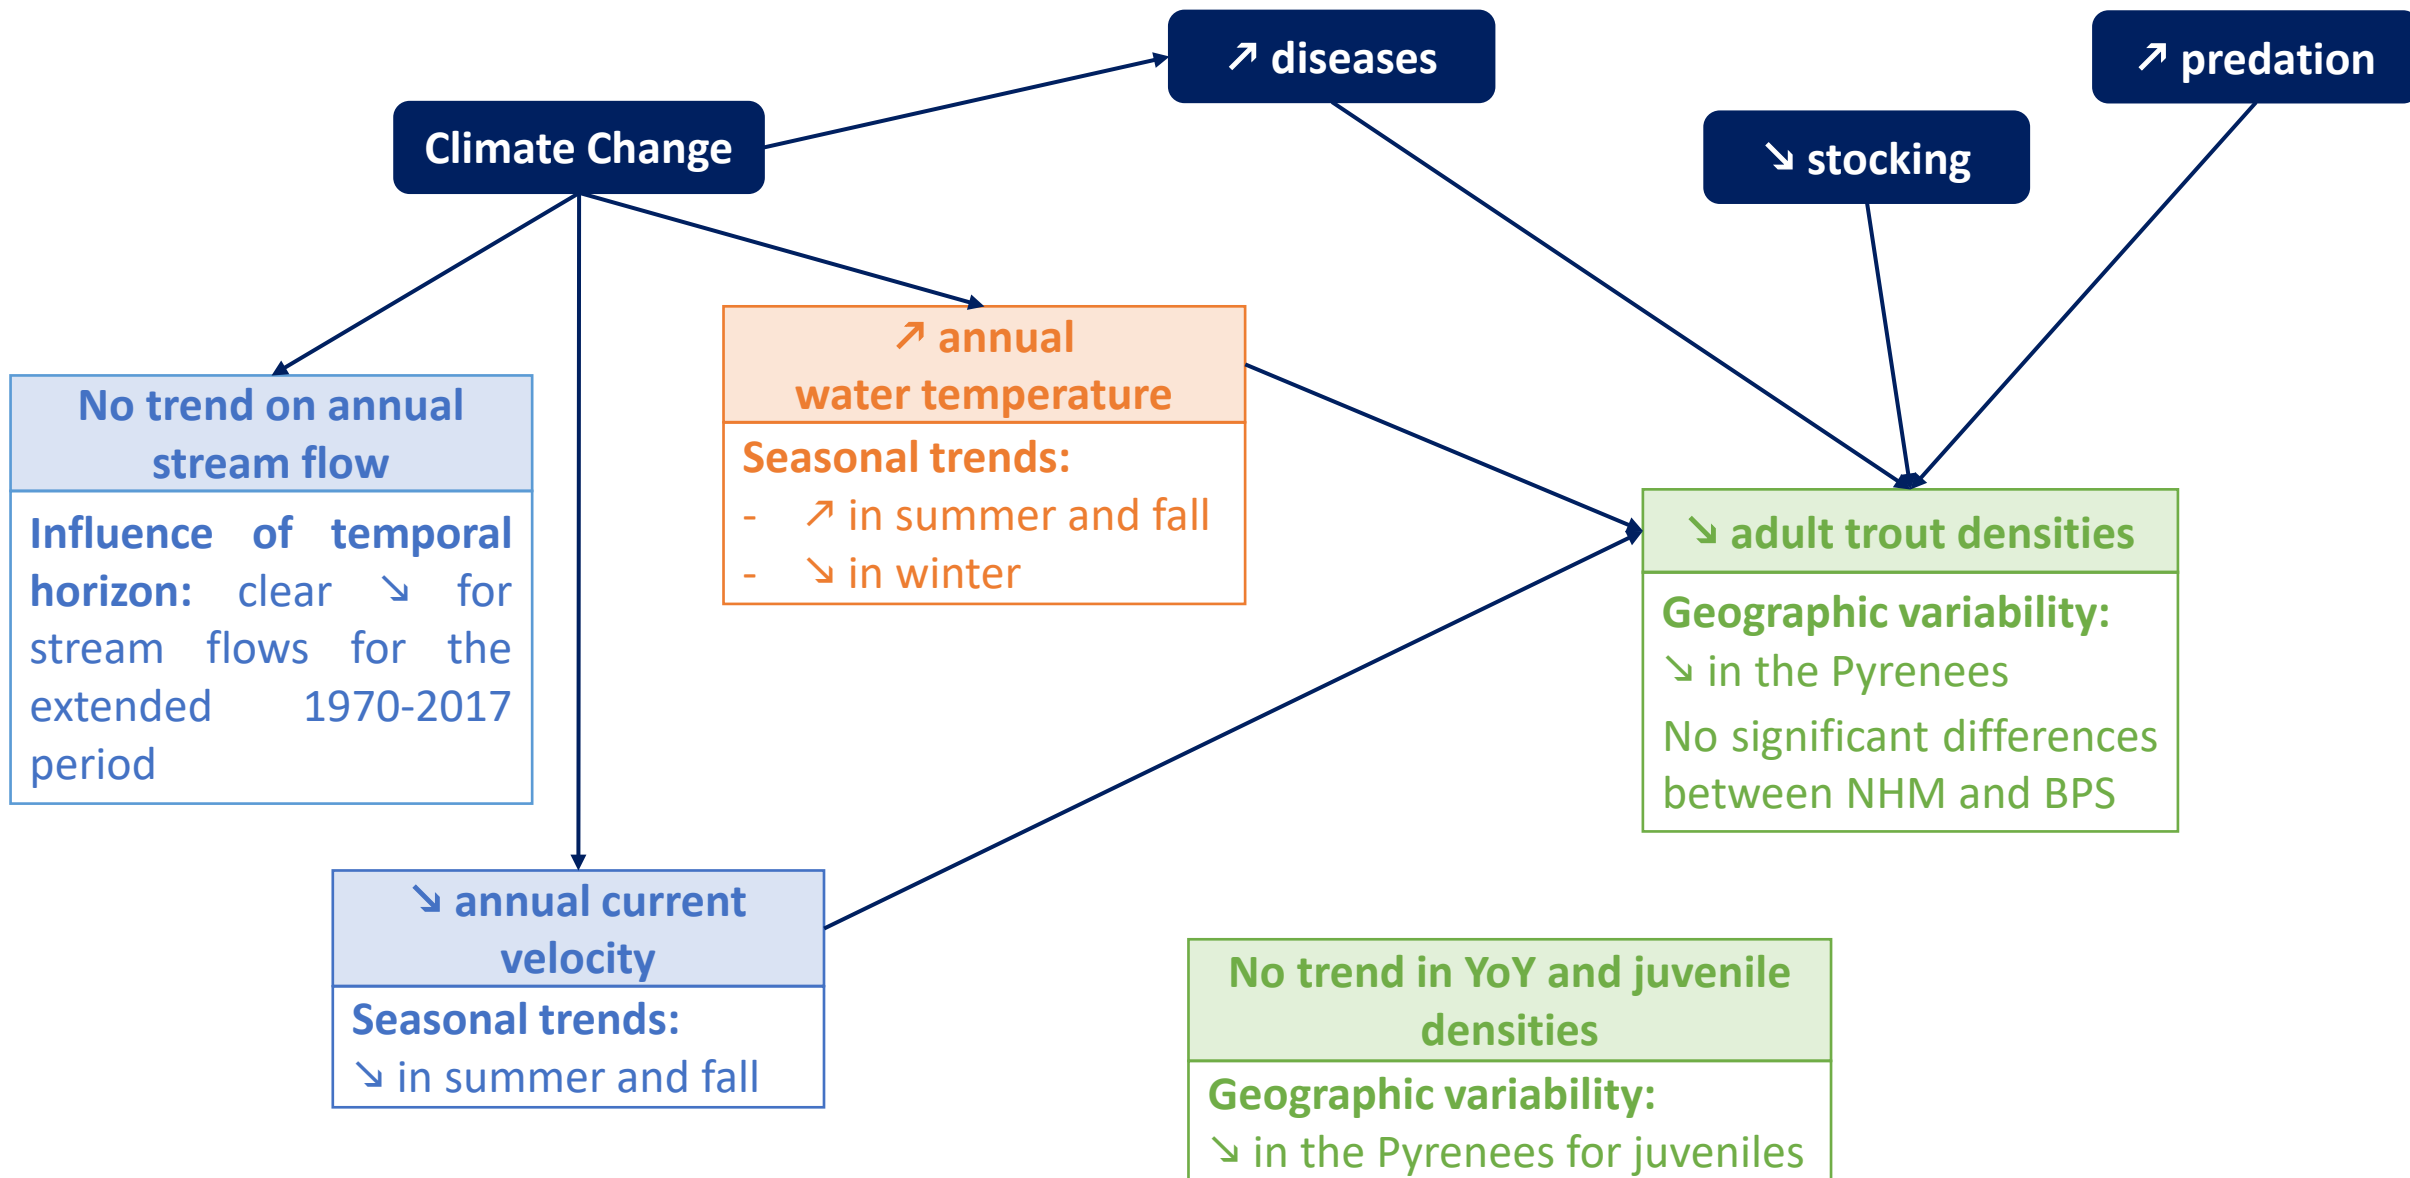 ↗ diseases
↗ predation
Climate Change
↘ stocking
↗ annual
water temperature
Seasonal trends:
- ↗ in summer and fall
- ↘ in winter
No trend on annual
stream flow
Influence of temporal
horizon: clear ↘ for
stream flows for the
extended 1970-2017
period
↘ adult trout densities
Geographic variability:
↘ in the Pyrenees
No significant differences
between NHM and BPS
↘ annual current
velocity
Seasonal trends:
↘ in summer and fall
No trend in YoY and juvenile
densities
Geographic variability:
↘ in the Pyrenees for juveniles